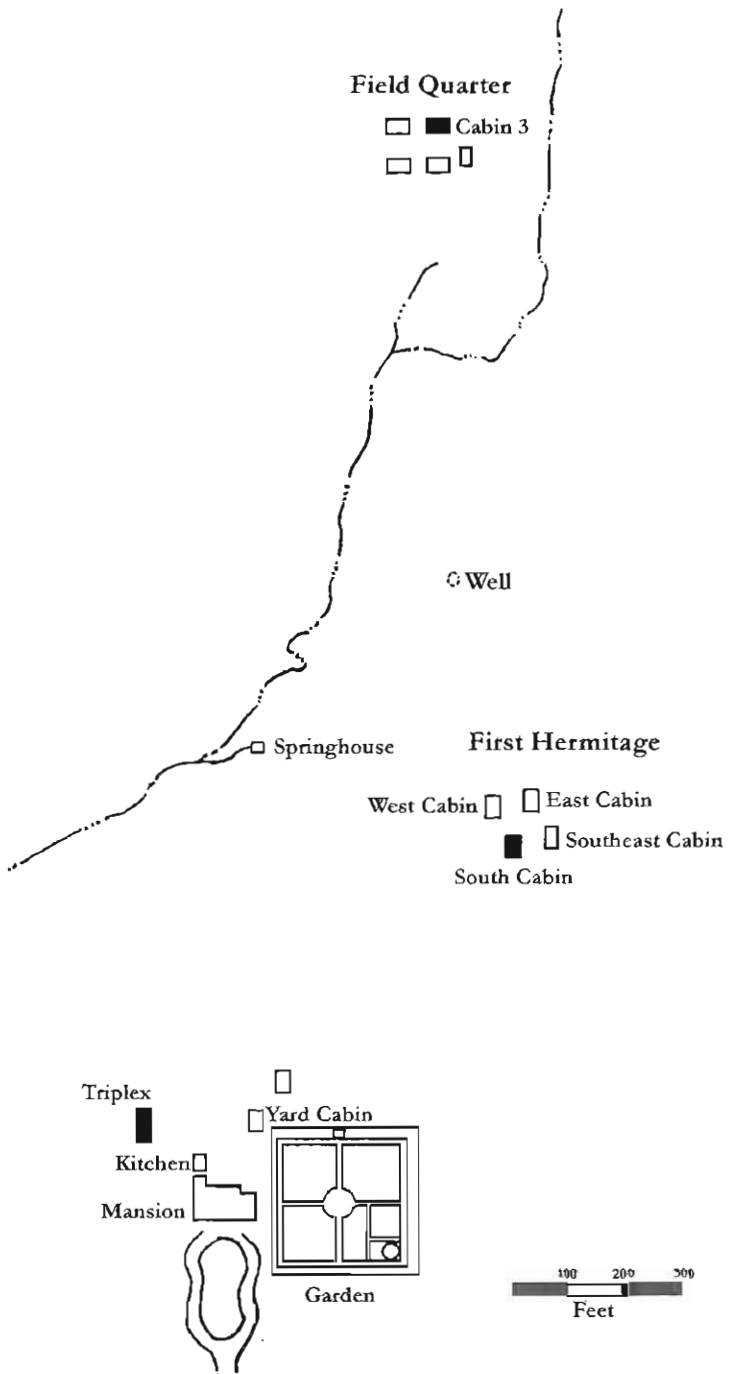 Field Quarter
Cabin 3
Well
Springhouse
First Hermitage
West Cabin
East Cabin
Southeast Cabin
South Cabin
Triplex
Yard Cabin
Kitchen
Mansion
Garden
100 200 300
Feet